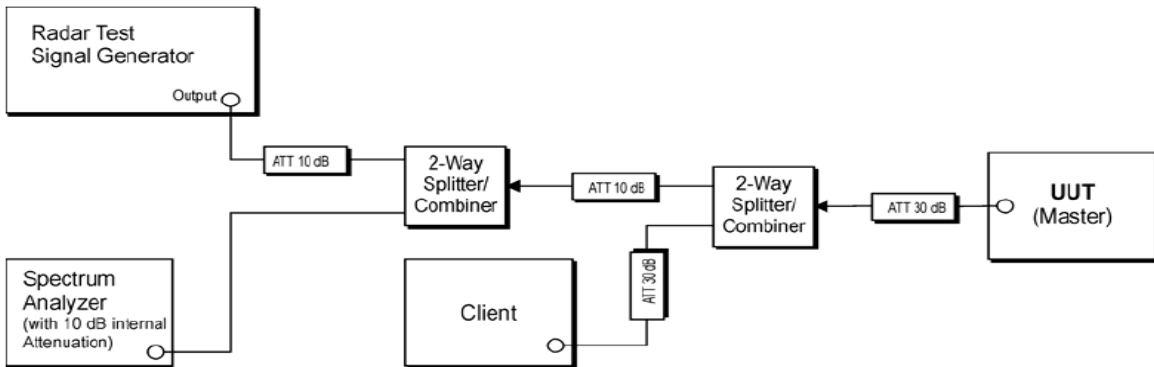 Radar Test
Signal Generator
Output
ATT 10 dB
2-Way
Splitter/
Combiner
ATT 10 dB
2-Way
Splitter/
Combiner
ATT 30 dB
UUT
(Master)
ATT 30 dB
Spectrum
Analyzer
(with 10 dB internal
Attenuation)
Client